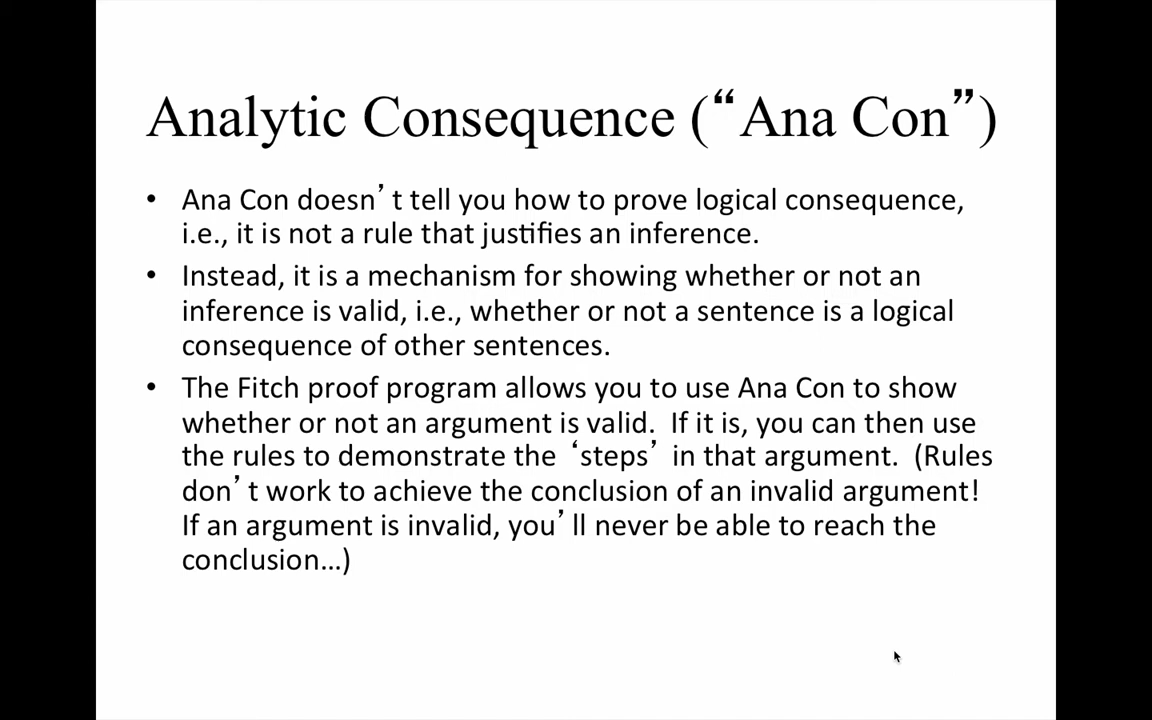 Analytic Consequence (“Ana Con”)
• Ana Con doesn’t tell you how to prove logical consequence,
i.e., it is not a rule that justifies an inference.
• Instead, it is a mechanism for showing whether or not an
inference is valid, i.e., whether or not a sentence is a logical
consequence of other sentences.
• The Fitch proof program allows you to use Ana Con to show
whether or not an argument is valid.  If it is, you can then use
the rules to demonstrate the ‘steps’ in that argument.  (Rules
don’t work to achieve the conclusion of an invalid argument!
If an argument is invalid, you’ll never be able to reach the
conclusion…)